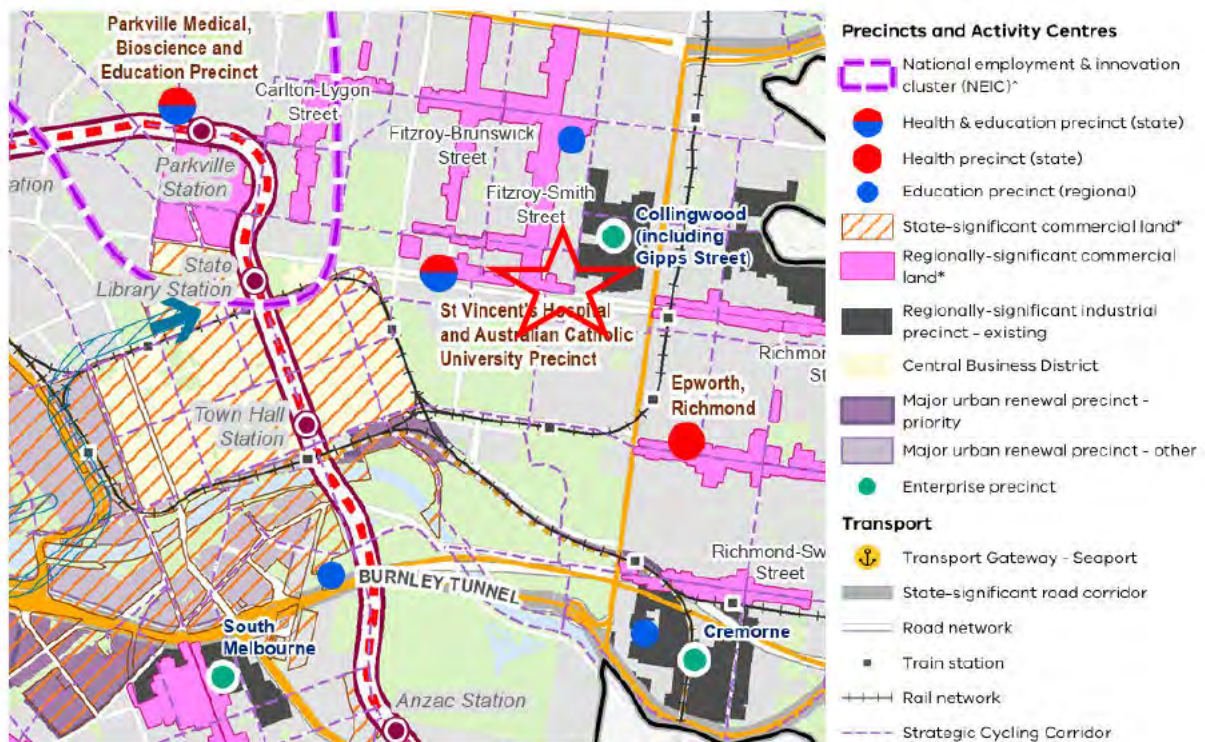 Parkville Medical,
Bioscience and
Education Precinct
Carlton-Lygon
Street
Fitzroy-Brunswick
Street
Parkville
Station
ation
Fitzroy-Smith
Street
Collingwood
(including
Gipps Street)
State
Library Station
St Vincent's Hospital
and Australian Catholic
University Precinct
Richmon
St
Epworth,
Richmond
Town Hall
Station
Richmond-Sw
Street
BURNLEY TUNNEL
South
Melbourne
Cremorne
Anzac Station
Precincts and Activity Centres
National employment & innovation
cluster (NEIC)^
Health & education precinct (state)
Health precinct (state)
Education precinct (regional)
State-significant commercial land*
Regionally-significant commercial
land*
Regionally-significant industrial
precinct - existing
Central Business District
Major urban renewal precinct -
priority
Major urban renewal precinct - other
Enterprise precinct
Transport
Transport Gateway - Seaport
State-significant road corridor
Road network
Train station
Rail network
Strategic Cycling Corridor